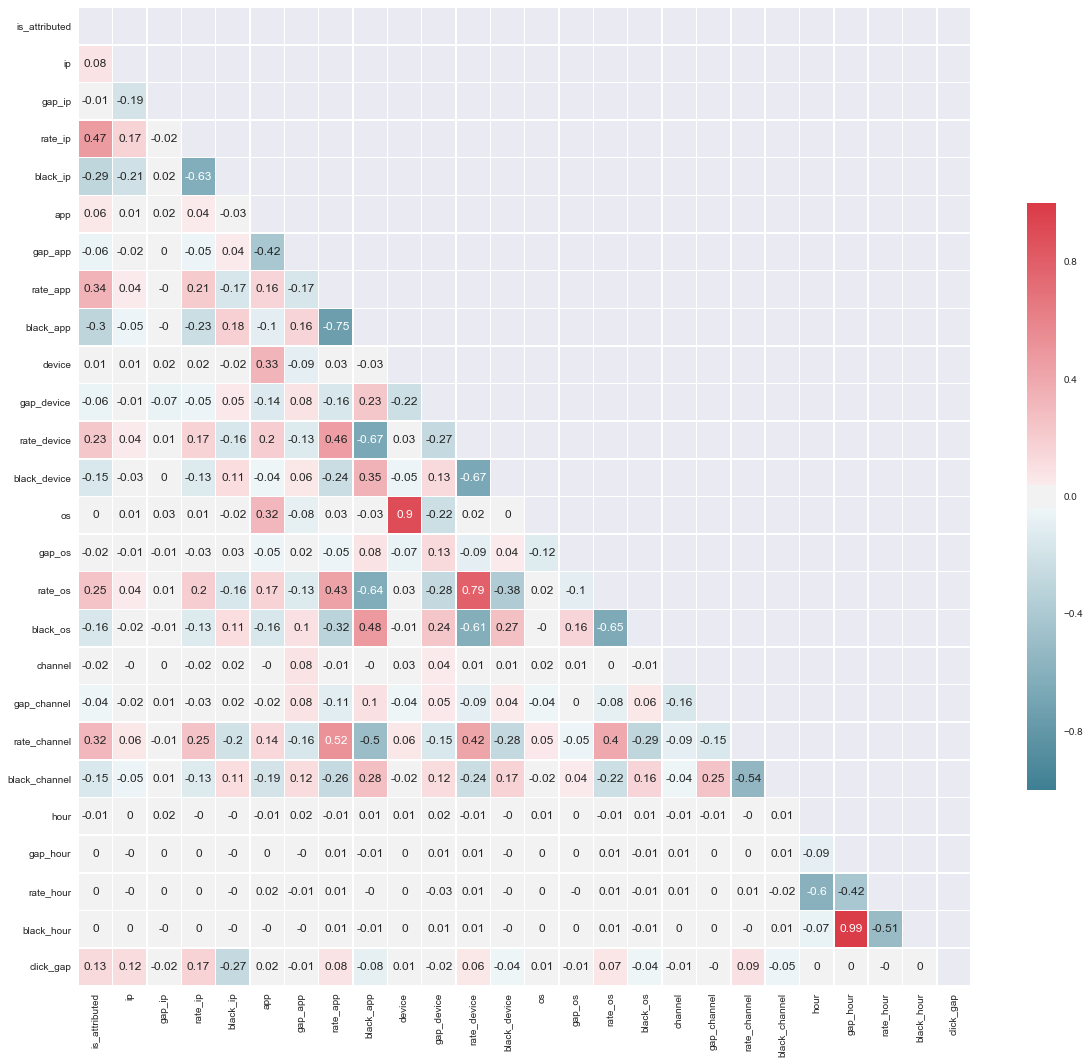 is_attributed
ip 0.08
gap_ip -0.01 -0.19
rate_ip 0.47 0.17 -0.02
black_ip -0.29 -0.21 0.02 -0.63
app 0.06 0.01 0.02 0.04 -0.03
gap_app -0.06 -0.02 0 -0.05 0.04 -0.42
rate_app 0.34 0.04 -0 0.21 -0.17 0.16 -0.17
black_app -0.3 -0.05 -0 -0.23 0.18 -0.1 0.16 -0.75
device 0.01 0.01 0.02 0.02 -0.02 0.33 -0.09 0.03 -0.03
gap_device -0.06 -0.01 -0.07 -0.05 0.05 -0.14 0.08 -0.16 0.23 -0.22
rate_device 0.23 0.04 0.01 0.17 -0.16 0.2 -0.13 0.46 -0.67 0.03 -0.27
black_device -0.15 -0.03 0 -0.13 0.11 -0.04 0.06 -0.24 0.35 -0.05 0.13 -0.67
os 0 0.01 0.03 0.01 -0.02 0.32 -0.08 0.03 -0.03 0.9 -0.22 0.02 0
gap_os -0.02 -0.01 -0.01 -0.03 0.03 -0.05 0.02 -0.05 0.08 -0.07 0.13 -0.09 0.04 -0.12
rate_os 0.25 0.04 0.01 0.2 -0.16 0.17 -0.13 0.43 -0.64 0.03 -0.28 0.79 -0.38 0.02 -0.1
black_os -0.16 -0.02 -0.01 -0.13 0.11 -0.16 0.1 -0.32 0.48 -0.01 0.24 -0.61 0.27 -0 0.16 -0.65
channel -0.02 -0 0 -0.02 0.02 -0 0.08 -0.01 -0 0.03 0.04 0.01 0.01 0.02 0.01 0 -0.01
gap_channel -0.04 -0.02 0.01 -0.03 0.02 -0.02 0.08 -0.11 0.1 -0.04 0.05 -0.09 0.04 -0.04 0 -0.08 0.06 -0.16
rate_channel 0.32 0.06 -0.01 0.25 -0.2 0.14 -0.16 0.52 -0.5 0.06 -0.15 0.42 -0.28 0.05 -0.05 0.4 -0.29 -0.09 -0.15
black_channel -0.15 -0.05 0.01 -0.13 0.11 -0.19 0.12 -0.26 0.28 -0.02 0.12 -0.24 0.17 -0.02 0.04 -0.22 0.16 -0.04 0.25 -0.54
hour -0.01 0 0.02 -0 -0 -0.01 0.02 -0.01 0.01 0.01 0.02 -0.01 -0 0.01 0 -0.01 0.01 -0.01 -0.01 -0 0.01
gap_hour 0 -0 0 0 -0 0 -0 0.01 -0.01 0 0.01 0.01 -0 0 0 0.01 -0.01 0.01 0 0 0.01 -0.09
rate_hour 0 -0 0 0 -0 0.02 -0.01 0.01 -0 0 -0.03 0.01 -0 0 -0 0.01 -0.01 0.01 0 0.01 -0.02 -0.6 -0.42
black_hour 0 -0 0 0 -0 0 -0 0.01 -0.01 0 0.01 0.01 -0 0 0 0.01 -0.01 0 0 -0 0.01 -0.07 0.99 -0.51
click_gap 0.13 0.12 -0.02 0.17 -0.27 0.02 -0.01 0.08 -0.08 0.01 -0.02 0.06 -0.04 0.01 -0.01 0.07 -0.04 -0.01 -0 0.09 -0.05 0 0 -0 0
is_attributed ip gap_ip rate_ip black_ip app gap_app rate_app black_app device gap_device rate_device black_device os gap_os rate_os black_os channel gap_channel rate_channel black_channel hour gap_hour rate_hour black_hour click_gap
0.8
0.4
0.0
−0.4
−0.8